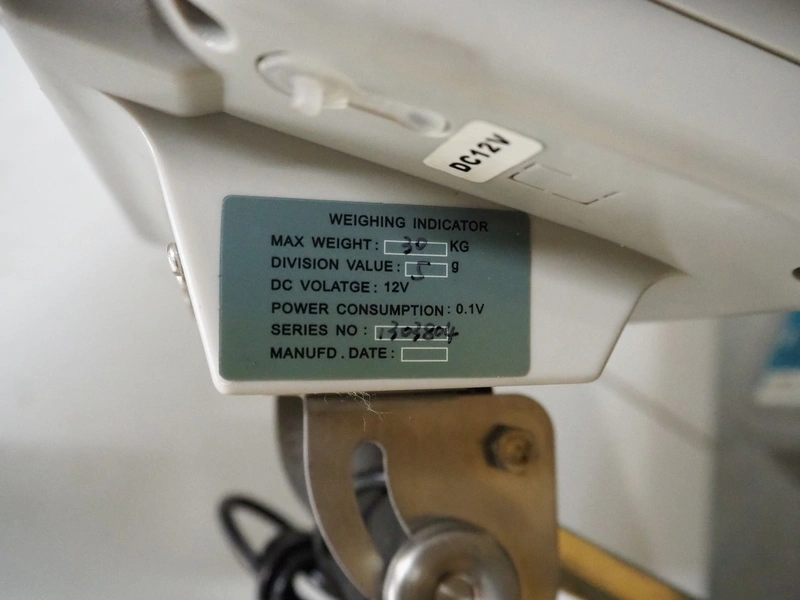 DC12V
WEIGHING INDICATOR
MAX WEIGHT: 30 KG
DIVISION VALUE: 5 g
DC VOLATGE: 12V
POWER CONSUMPTION: 0.1V
SERIES NO: 1303804
MANUFD. DATE: